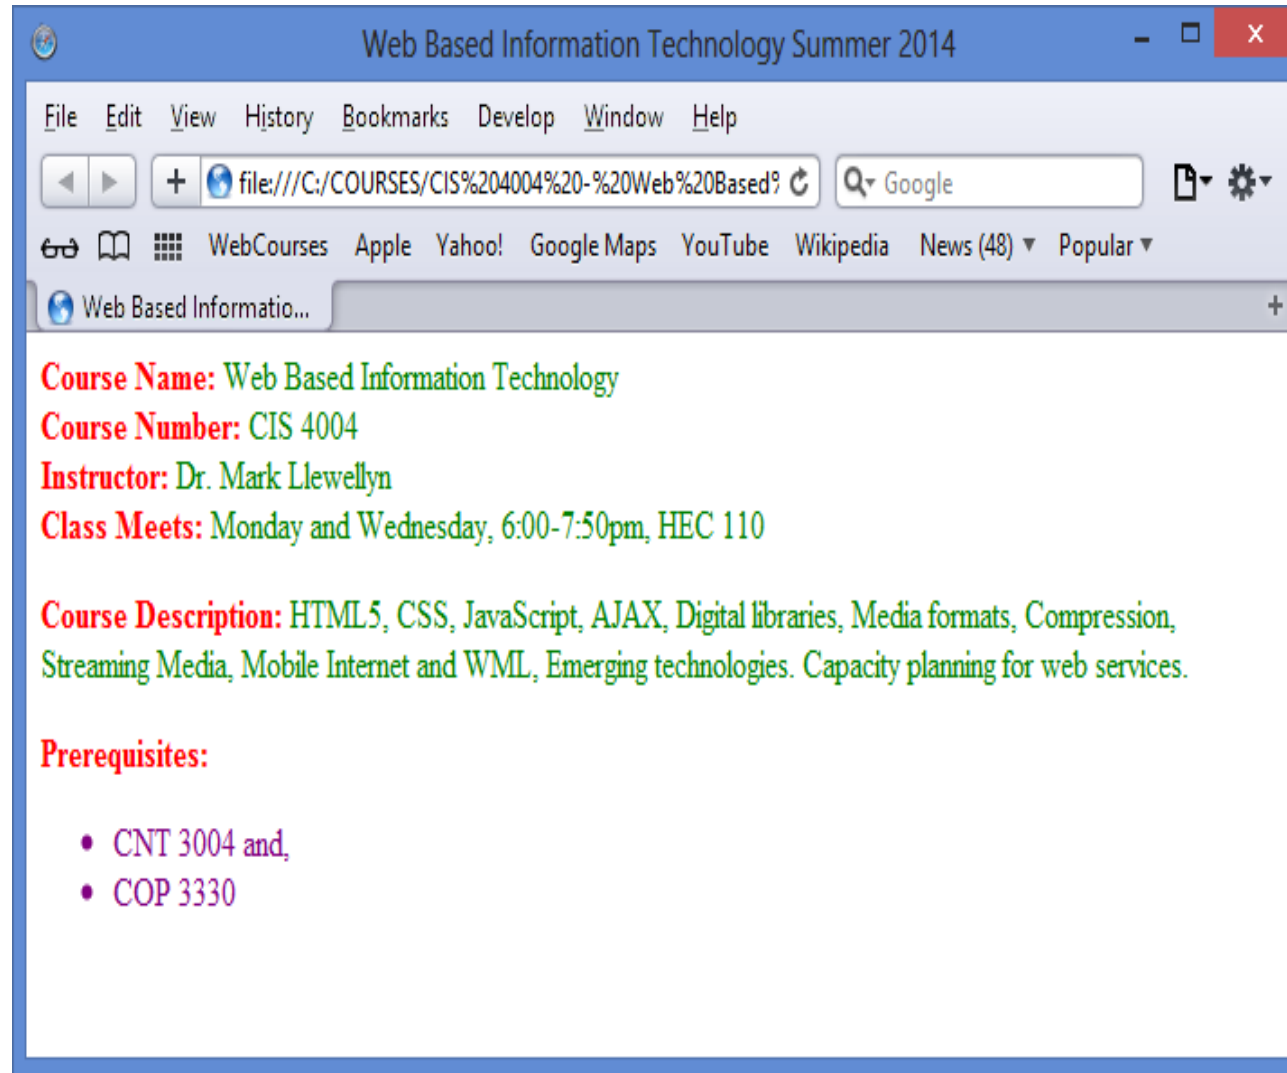 Web Based Information Technology Summer 2014
File Edit View History Bookmarks Develop Window Help
file:///C:/COURSES/CIS%204004%20-%20Web%20Based% Google
WebCourses Apple Yahoo! Google Maps YouTube Wikipedia News (48) Popular
Web Based Informatio...
Course Name: Web Based Information Technology
Course Number: CIS 4004
Instructor: Dr. Mark Llewellyn
Class Meets: Monday and Wednesday, 6:00-7:50pm, HEC 110
Course Description: HTML5, CSS, JavaScript, AJAX, Digital libraries, Media formats, Compression,
Streaming Media, Mobile Internet and WML, Emerging technologies. Capacity planning for web services.
Prerequisites:
• CNT 3004 and,
• COP 3330